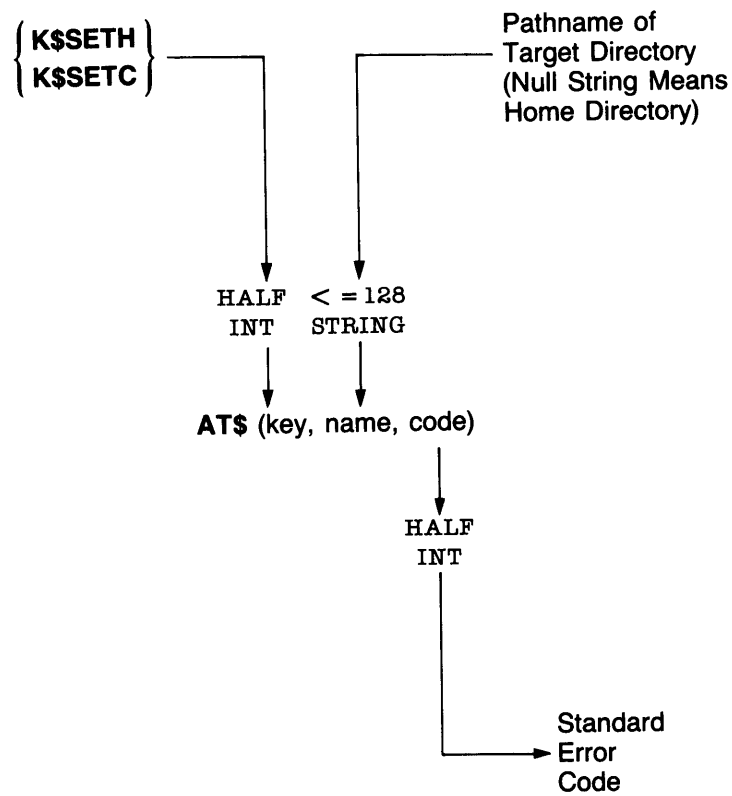 K$SETH
K$SETC
Pathname of
Target Directory
(Null String Means
Home Directory)
HALF
INT
< = 128
STRING
AT$ (key, name, code)
HALF
INT
Standard
Error
Code